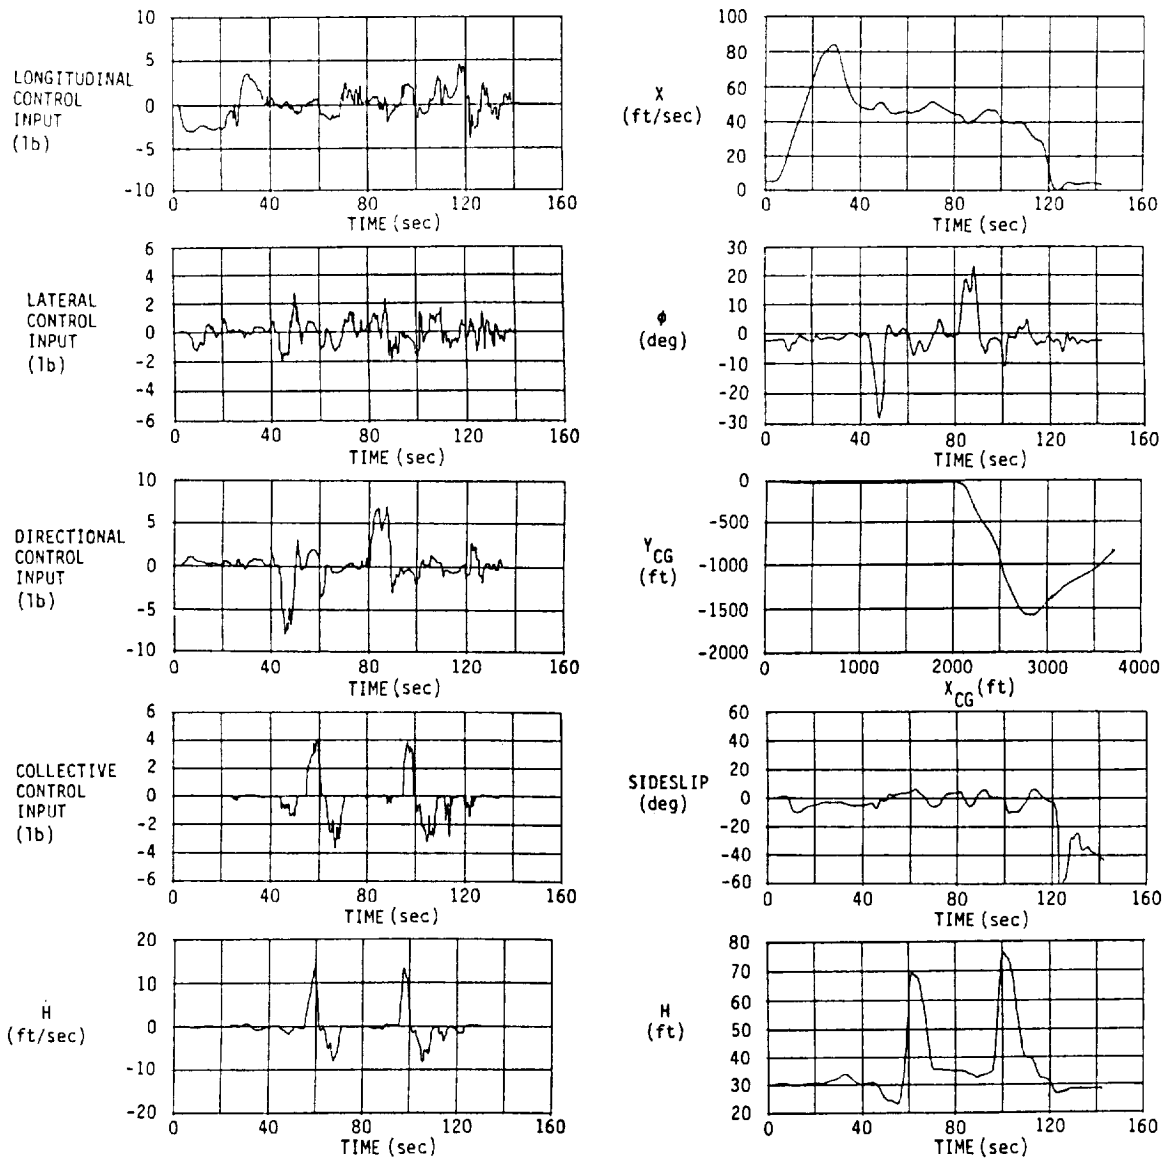 LONGITUDINAL
CONTROL
INPUT
(lb)
10
5
0
-5
-10
0 40 80 120 160
TIME (sec)
X
(ft/sec)
100
80
60
40
20
0
0 20 40 80 120 160
TIME (sec)
LATERAL
CONTROL
INPUT
(lb)
6
4
2
0
-2
-4
-6
0 40 80 120 160
TIME (sec)
ϕ
(deg)
30
20
10
0
-10
-20
-30
0 40 80 120 160
TIME (sec)
DIRECTIONAL
CONTROL
INPUT
(lb)
10
5
0
-5
-10
0 40 80 120 160
TIME (sec)
YCG
(ft)
0
-500
-1000
-1500
-2000
0 1000 2000 3000 4000
XCG (ft)
COLLECTIVE
CONTROL
INPUT
(lb)
6
4
2
0
-2
-4
-6
0 40 80 120 160
TIME (sec)
SIDESLIP
(deg)
60
40
20
0
-20
-40
-60
0 40 80 120 160
TIME (sec)
Ḣ
(ft/sec)
20
10
0
-10
-20
0 40 80 120 160
TIME (sec)
H
(ft)
80
70
60
50
40
30
20
0 40 80 120 160
TIME (sec)